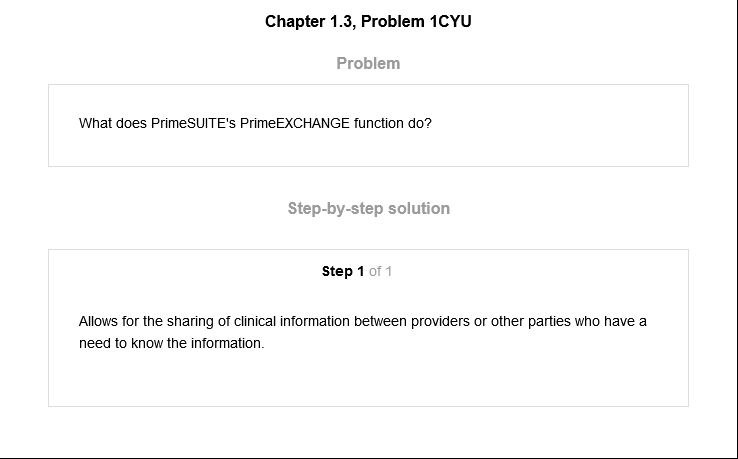 Chapter 1.3, Problem 1CYU
Problem
What does PrimeSUITE's PrimeEXCHANGE function do?
Step-by-step solution
Step 1 of 1
Allows for the sharing of clinical information between providers or other parties who have a
need to know the information.